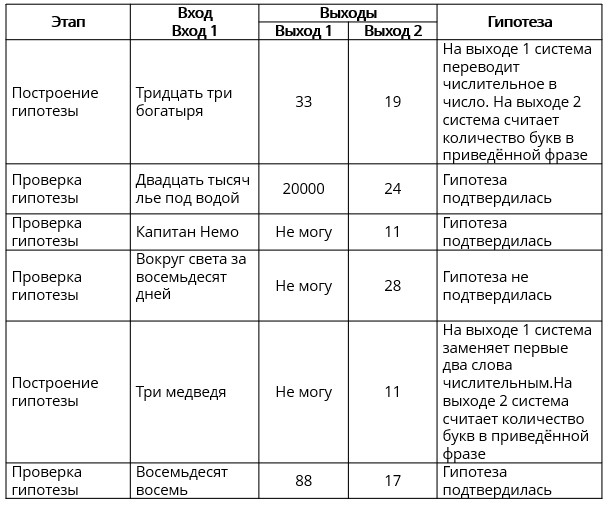 Этап
Вход
Вход 1
Выходы
Выход 1
Выход 2
Гипотеза
Построение
гипотезы
Тридцать три
богатыря
33
19
На выходе 1 система
переводит
числительное в
число. На выходе 2
система считает
количество букв в
приведённой фразе
Проверка
гипотезы
Двадцать тысяч
лье под водой
20000
24
Гипотеза
подтвердилась
Проверка
гипотезы
Капитан Немо
Не могу
11
Гипотеза
подтвердилась
Проверка
гипотезы
Вокруг света за
восемьдесят
дней
Не могу
28
Гипотеза не
подтвердилась
Построение
гипотезы
Три медведя
Не могу
11
На выходе 1 система
заменяет первые
два слова
числительным.На
выходе 2 система
считает количество
букв в приведённой
фразе
Проверка
гипотезы
Восемьдесят
восемь
88
17
Гипотеза
подтвердилась